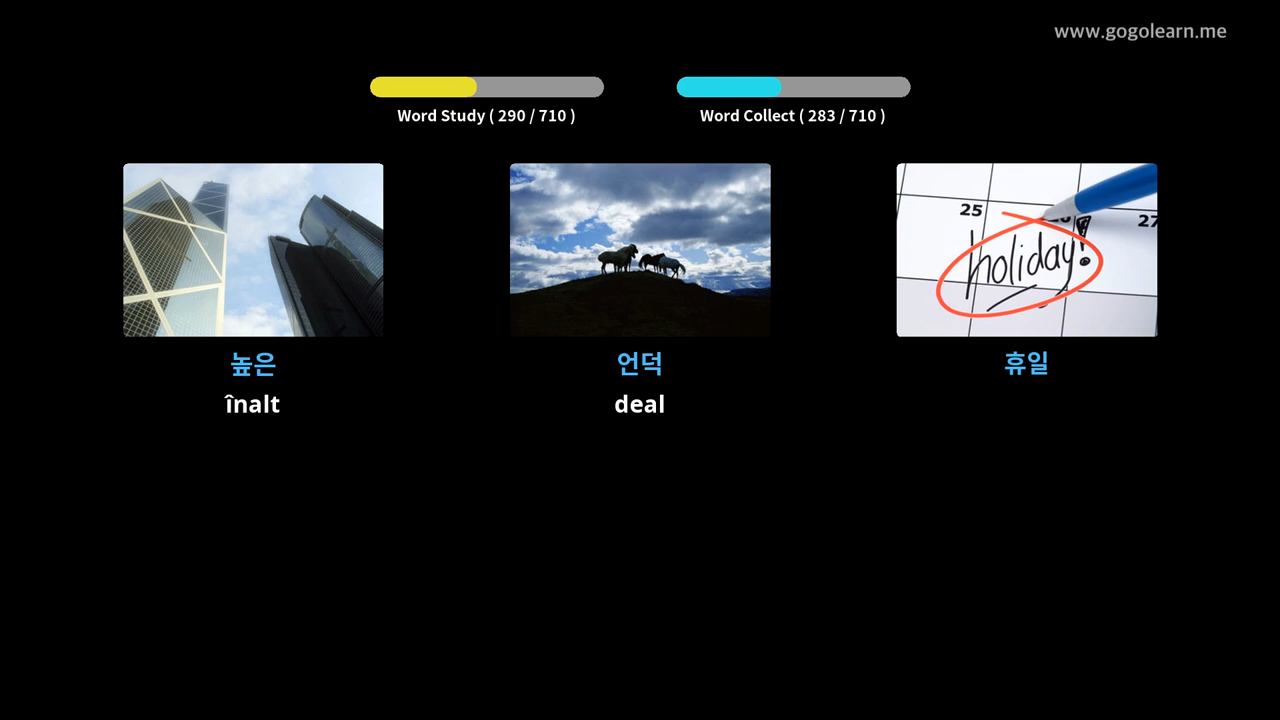 www.gogolearn.me
Word Study ( 290 / 710 )
Word Collect ( 283 / 710 )
25
27
holiday!
높은
언덕
휴일
înalt
deal